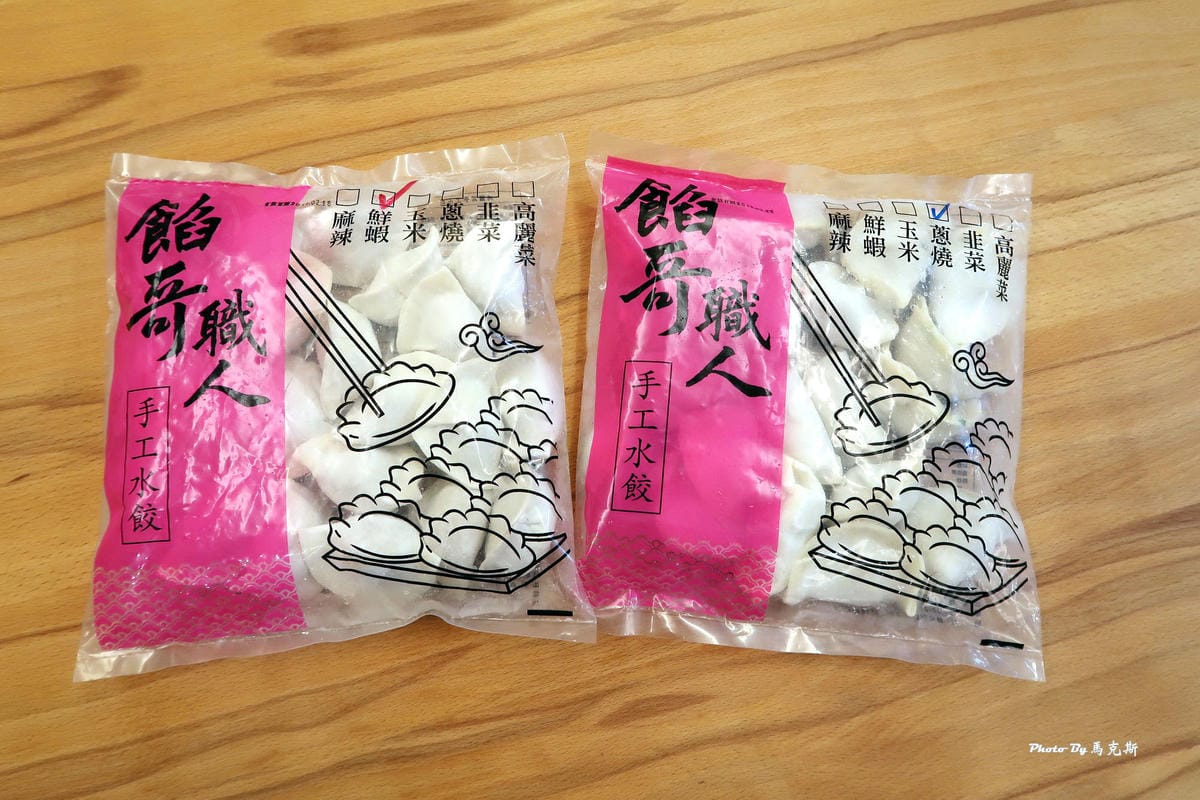 餡哥職人
手工水餃
高麗菜
韭菜
蔥燒
玉米
鮮蝦
麻辣
餡哥職人
手工水餃
高麗菜
韭菜
蔥燒
玉米
鮮蝦
麻辣
Photo By 馬克斯